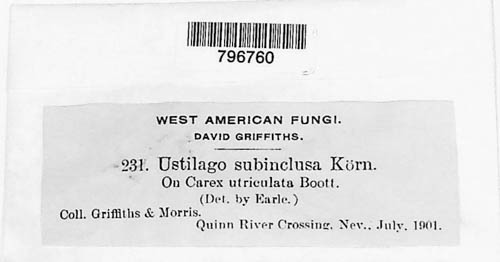 796760
WEST AMERICAN FUNGI.
DAVID GRIFFITHS.
231. Ustilago subinclusa Körn.
On Carex utriculata Boott.
(Det. by Earle.)
Coll. Griffiths & Morris.
Quinn River Crossing, Nev., July, 1901.